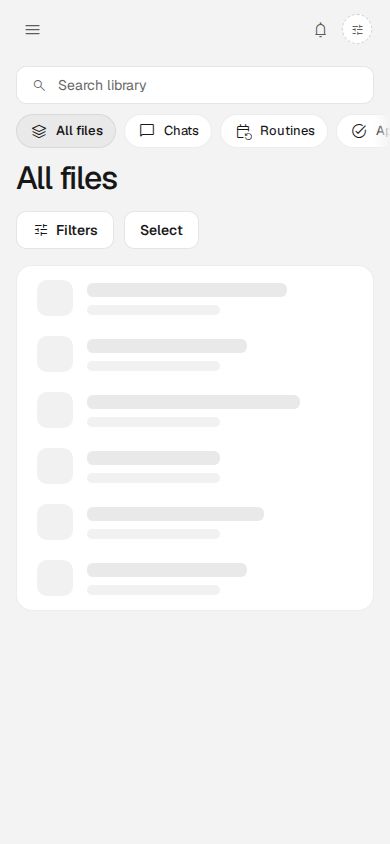 Search library
All files
Chats
Routines
All files
Filters
Select